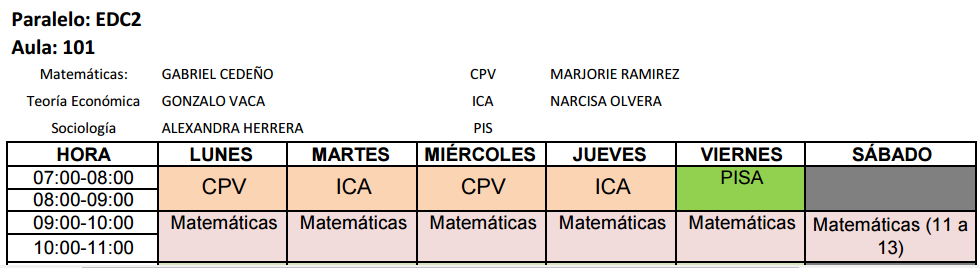 Paralelo: EDC2
Aula: 101
Matemáticas: GABRIEL CEDEÑO CPV MARJORIE RAMIREZ
Teoría Económica GONZALO VACA ICA NARCISA OLVERA
Sociología ALEXANDRA HERRERA PIS
HORA LUNES MARTES MIÉRCOLES JUEVES VIERNES SÁBADO
07:00-08:00 CPV ICA CPV ICA PISA
08:00-09:00
09:00-10:00 Matemáticas Matemáticas Matemáticas Matemáticas Matemáticas Matemáticas (11 a
10:00-11:00 13)